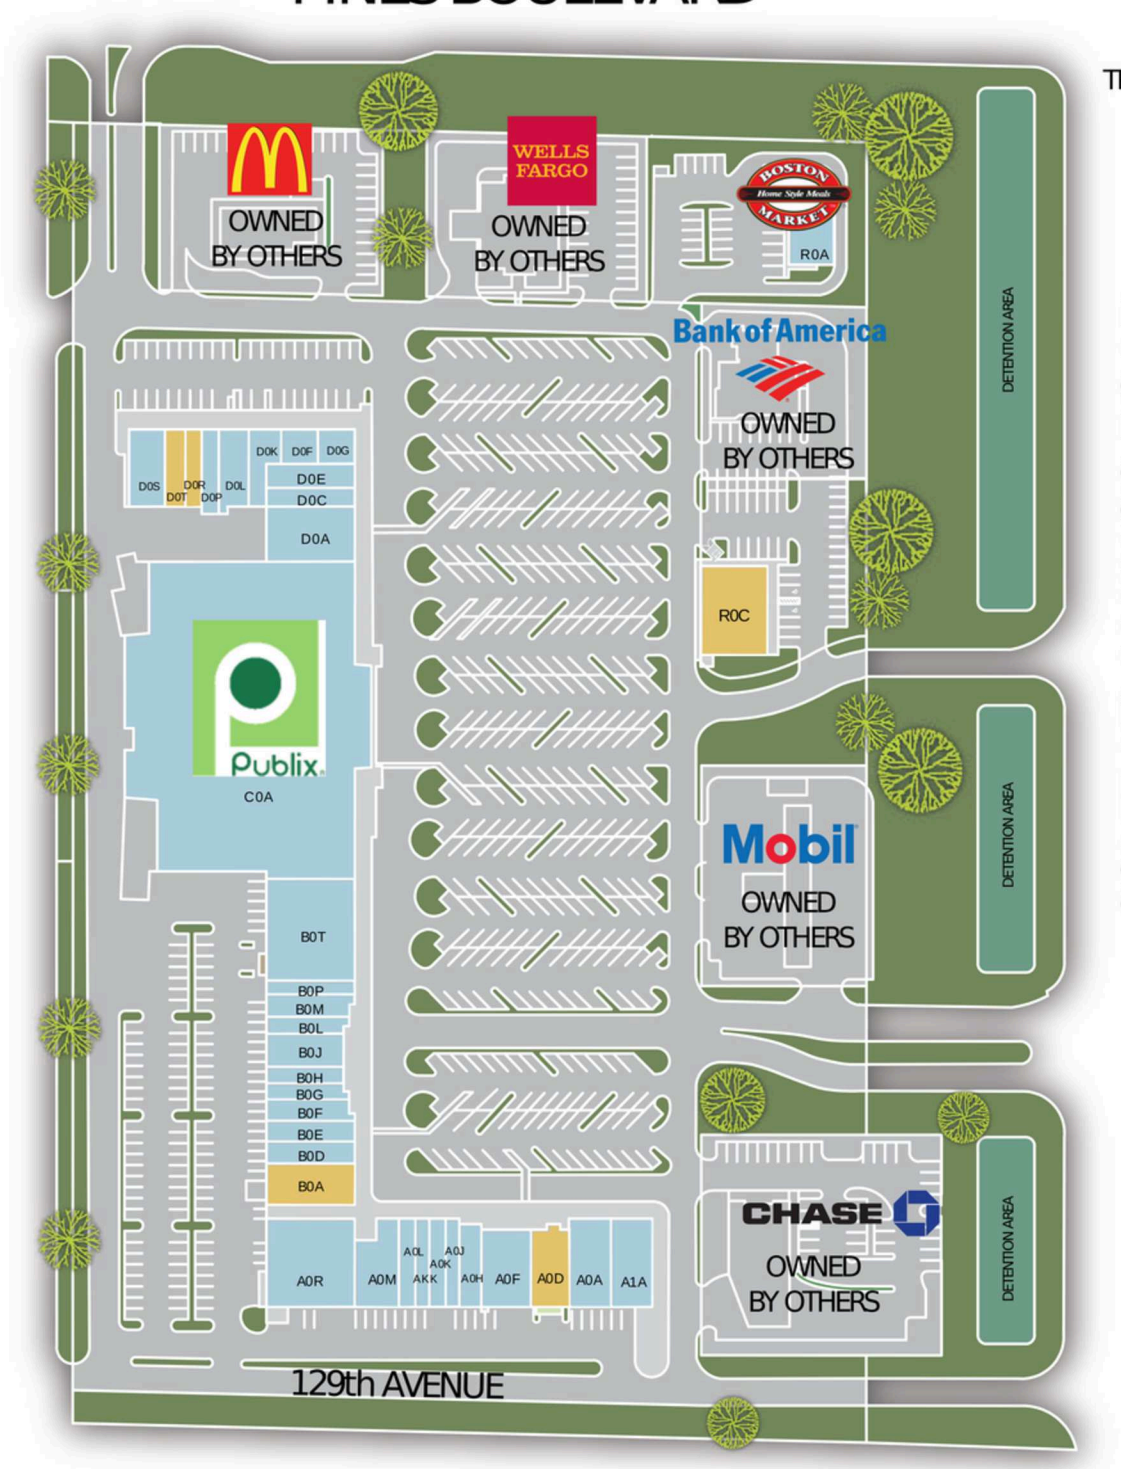 PINES BOULEVARD
OWNED
BY OTHERS
WELLS
FARGO
OWNED
BY OTHERS
BOSTON
Home Style Meals
MARKET
R0A
Bank of America
OWNED
BY OTHERS
DETENTION AREA
D0S
D0T
D0R
D0P
D0L
D0K
D0F
D0G
D0E
D0C
D0A
R0C
Publix
C0A
Mobil
OWNED
BY OTHERS
DETENTION AREA
B0T
B0P
B0M
B0L
B0J
B0H
B0G
B0F
B0E
B0D
B0A
CHASE
OWNED
BY OTHERS
DETENTION AREA
A0R
A0M
A0L
AKK
A0K
A0J
A0H
A0F
A0D
A0A
A1A
129th AVENUE